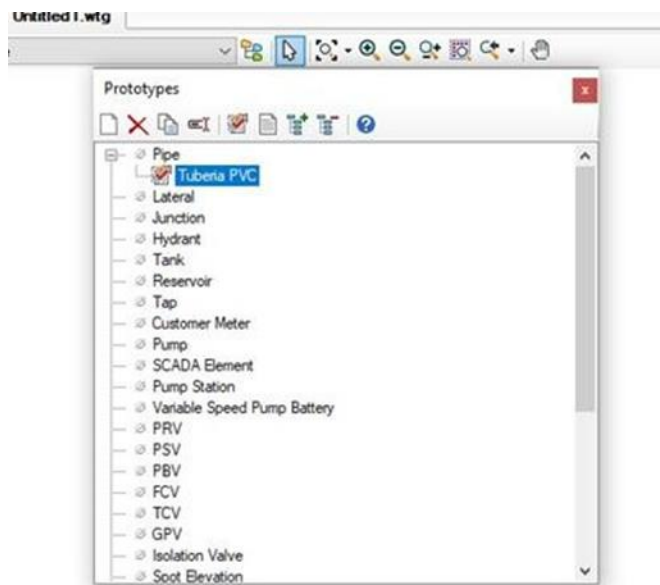 Untitled1.wtg
Prototypes
Pipe
Tuberia PVC
Lateral
Junction
Hydrant
Tank
Reservoir
Tap
Customer Meter
Pump
SCADA Element
Pump Station
Variable Speed Pump Battery
PRV
PSV
PBV
FCV
TCV
GPV
Isolation Valve
Spot Elevation